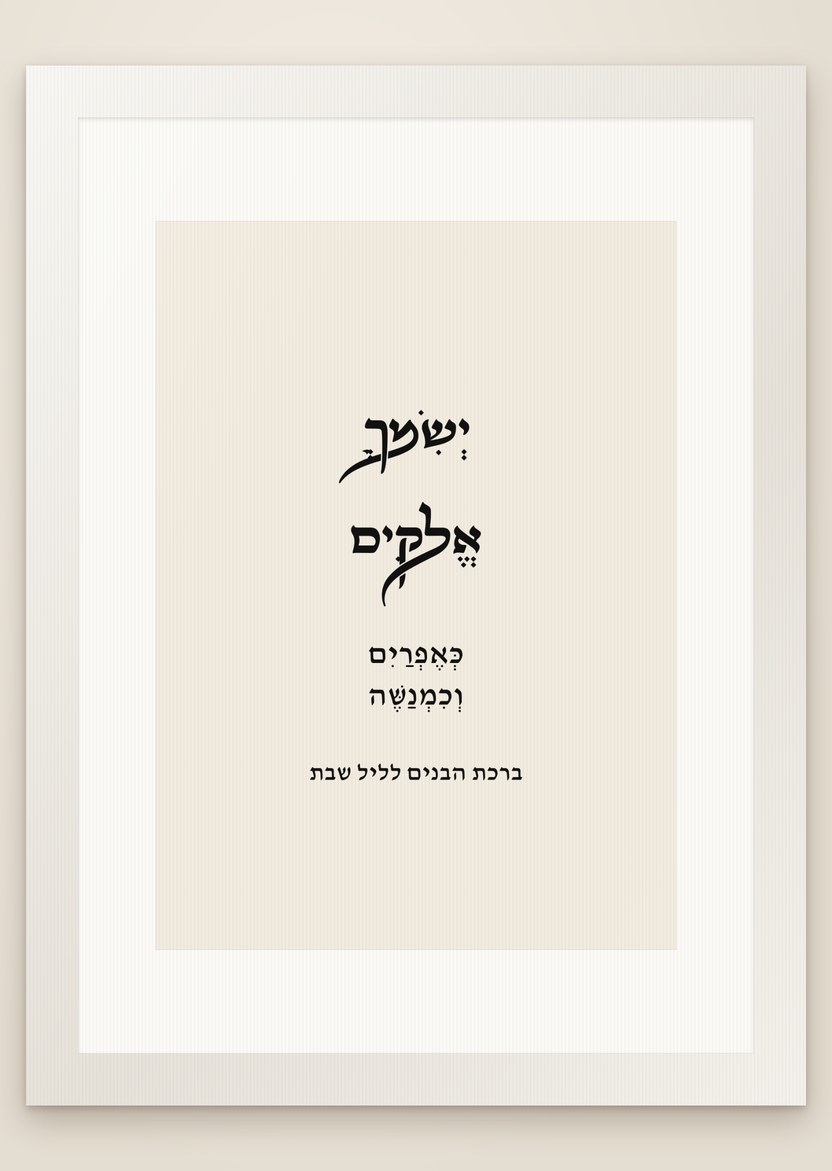 יְשִׂמְךָ
אֱלֹקִים
כְּאֶפְרַיִם
וְכִמְנַשֶּׁה
ברכת הבנים לליל שבת